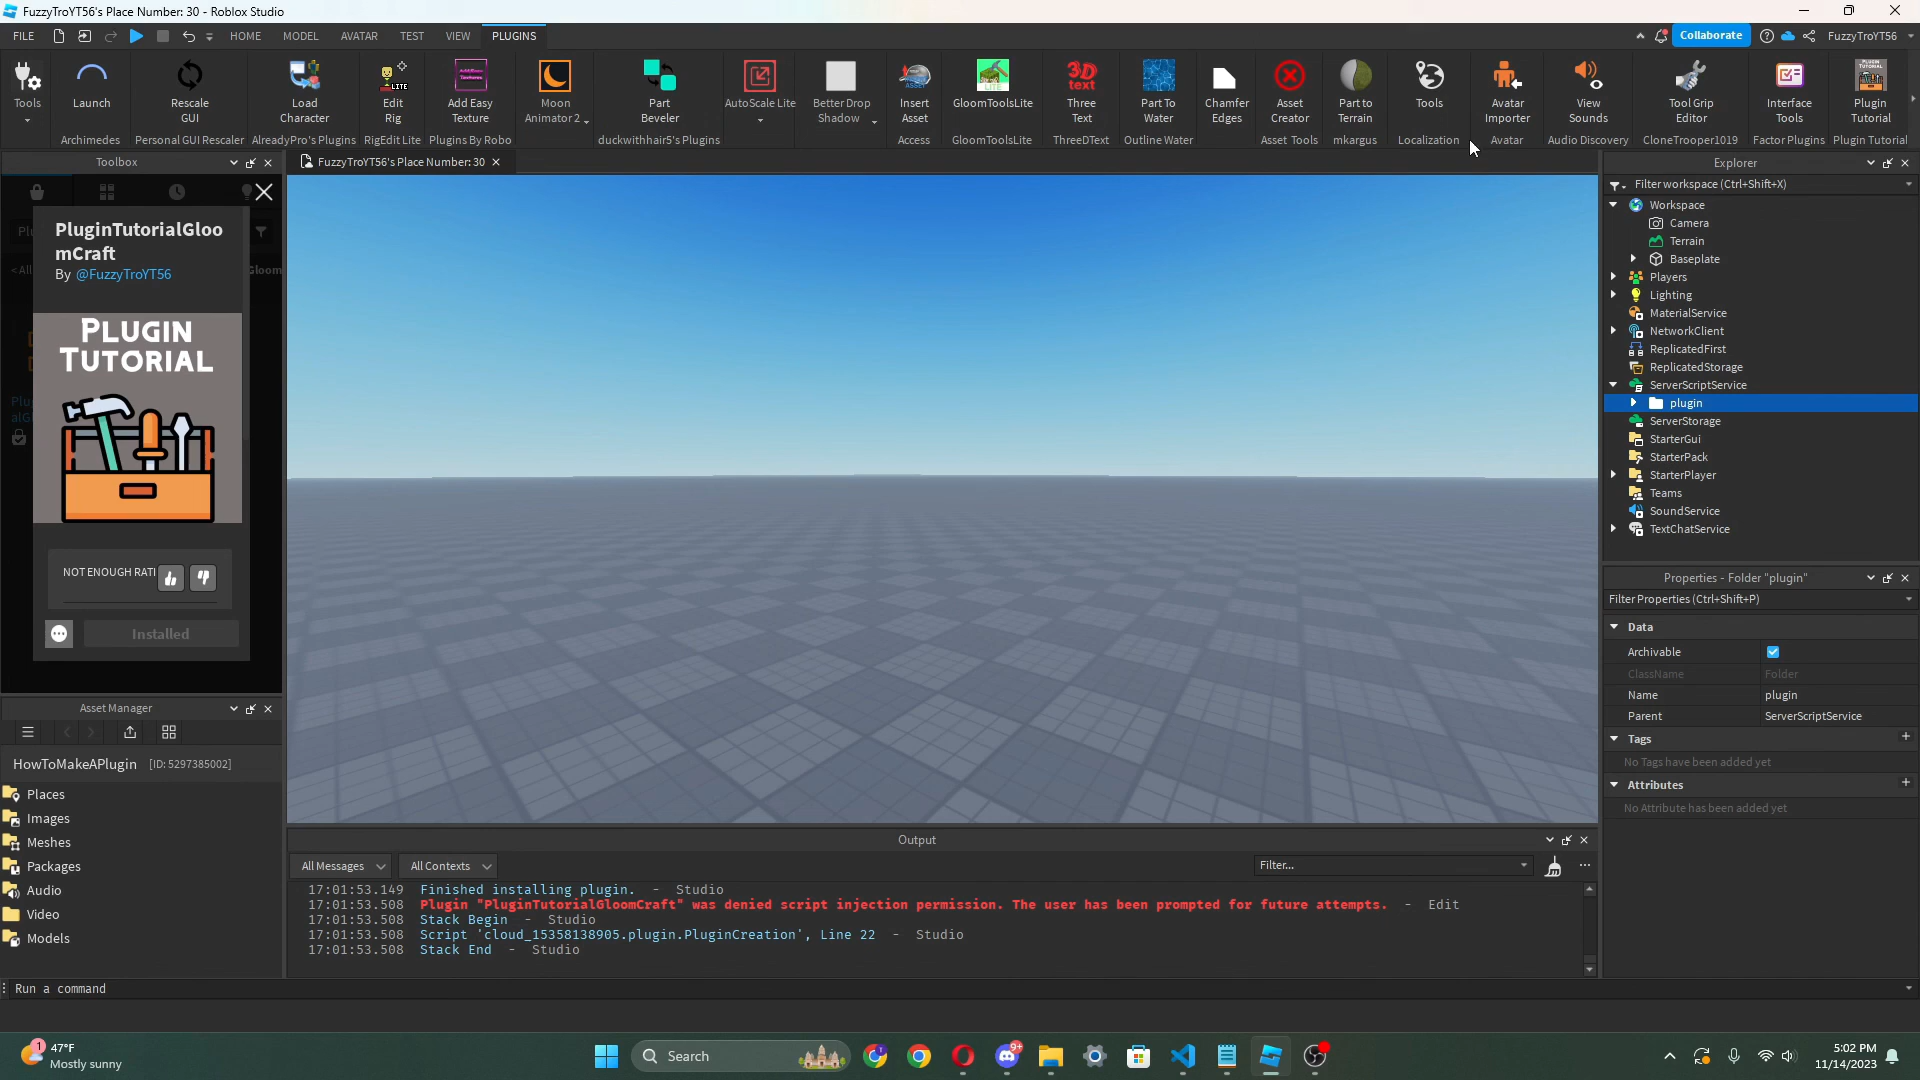 FuzzyTroYT56's Place Number: 30 - Roblox Studio
FILE HOME MODEL AVATAR TEST VIEW PLUGINS Collaborate FuzzyTroYT56
Tools
Launch
Archimedes
Rescale
GUI
Personal GUI Rescaler
Load
Character
AlreadyPro's Plugins
LITE
Edit
Rig
RigEdit Lite
Add Easy
Texture
Plugins By Robo
Moon
Animator 2
Part
Beveler
duckwithhair5's Plugins
AutoScale Lite
Better Drop
Shadow
Insert
Asset
Access
LITE
GloomToolsLite
GloomToolsLite
3D
text
Three
Text
ThreeDText
Part To
Water
Outline Water
Chamfer
Edges
Asset
Creator
Asset Tools
Part to
Terrain
mkargus
Tools
Localization
Avatar
Importer
Avatar
View
Sounds
Audio Discovery
Tool Grip
Editor
CloneTrooper1019
Interface
Tools
Factor Plugins
Plugin
Tutorial
Plugin Tutorial
Toolbox
PluginTutorialGloo
mCraft
By @FuzzyTroYT56
PLUGIN
TUTORIAL
NOT ENOUGH RATI
Installed
Asset Manager
HowToMakeAPlugin [ID: 5297385002]
Places
Images
Meshes
Packages
Audio
Video
Models
FuzzyTroYT56's Place Number: 30
Output
All Messages All Contexts Filter...
17:01:53.149 Finished installing plugin. - Studio
17:01:53.508 Plugin "PluginTutorialGloomCraft" was denied script injection permission. The user has been prompted for future attempts. - Edit
17:01:53.508 Stack Begin - Studio
17:01:53.508 Script 'cloud_15358138905.plugin.PluginCreation', Line 22 - Studio
17:01:53.508 Stack End - Studio
Explorer
Filter workspace (Ctrl+Shift+X)
Workspace
Camera
Terrain
Baseplate
Players
Lighting
MaterialService
NetworkClient
ReplicatedFirst
ReplicatedStorage
ServerScriptService
plugin
ServerStorage
StarterGui
StarterPack
StarterPlayer
Teams
SoundService
TextChatService
Properties - Folder "plugin"
Filter Properties (Ctrl+Shift+P)
Data
Archivable
ClassName Folder
Name plugin
Parent ServerScriptService
Tags
No Tags have been added yet
Attributes
No Attribute has been added yet
Run a command
1
47°F
Mostly sunny
Search
9+
5:02 PM
11/14/2023